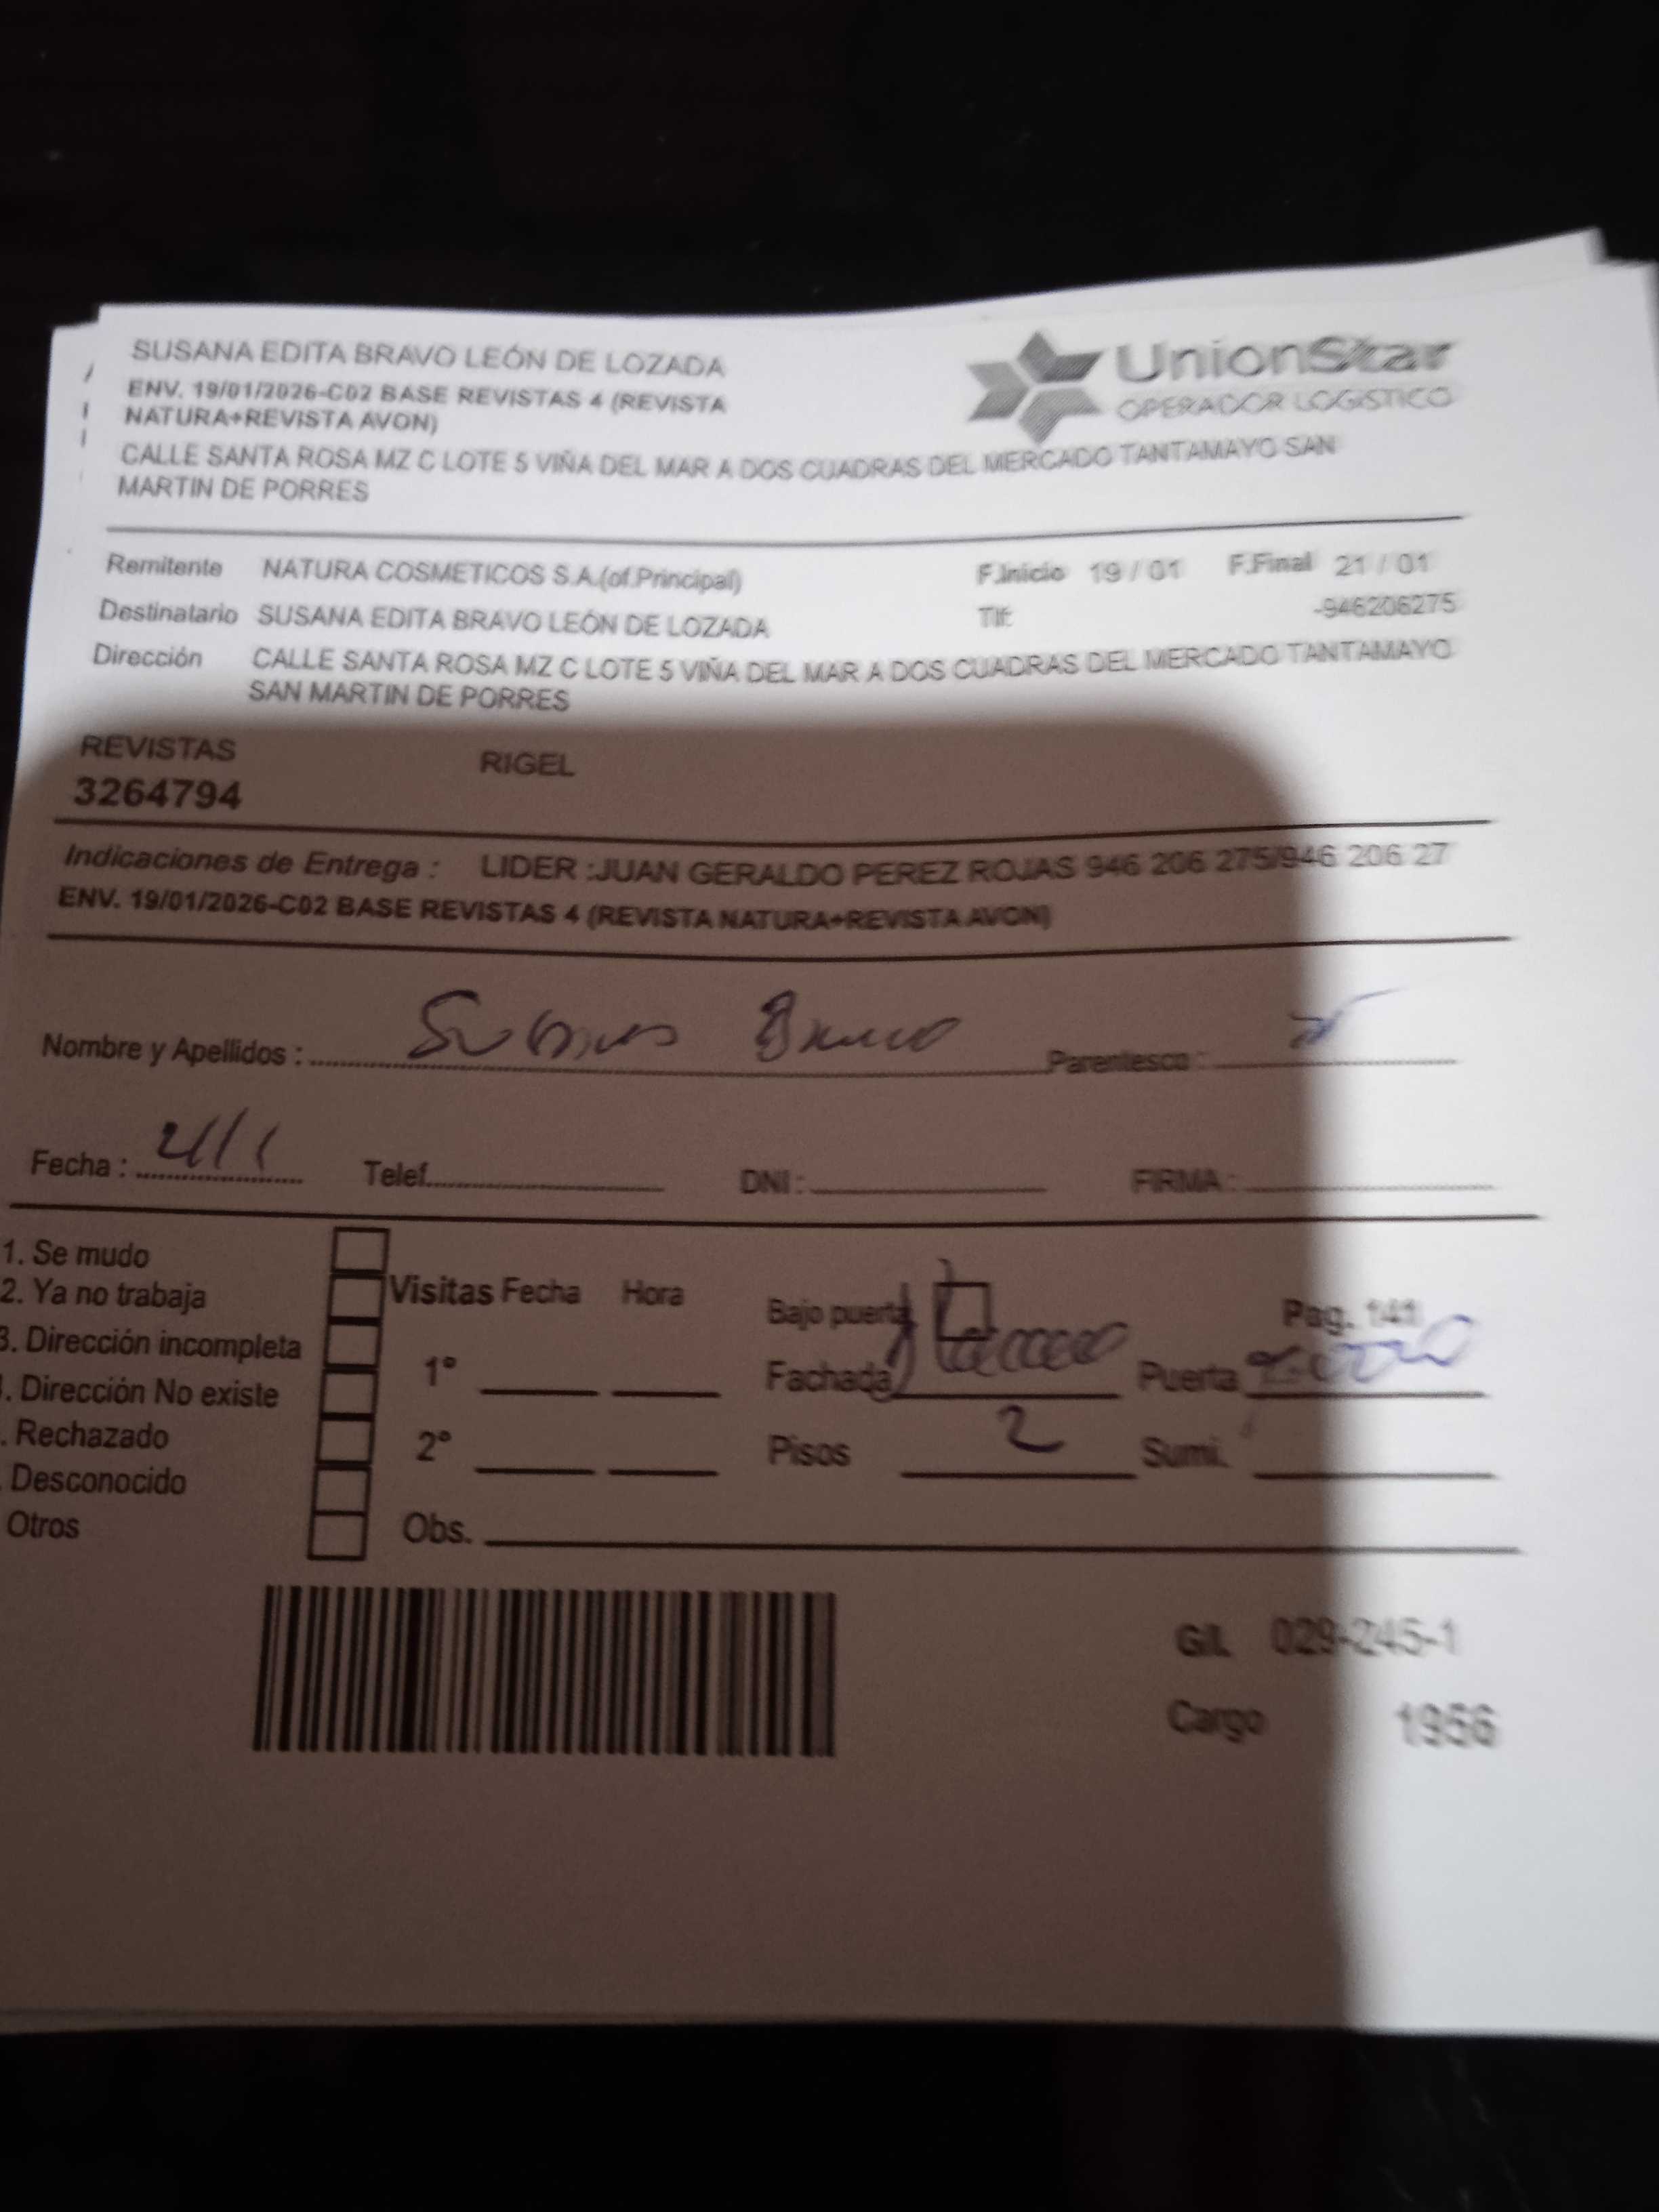 SUSANA EDITA BRAVO LEÓN DE LOZADA
UnionStar
OPERADOR LOGISTICO
ENV. 19/01/2026-C02 BASE REVISTAS 4 (REVISTA
NATURA+REVISTA AVON)
CALLE SANTA ROSA MZ C LOTE 5 VIÑA DEL MAR A DOS CUADRAS DEL MERCADO TANTAMAYO SAN
MARTIN DE PORRES
Remitente NATURA COSMETICOS S.A.(of.Principal) F.Inicio 19 / 01 F.Final 21 / 01
Destinatario SUSANA EDITA BRAVO LEÓN DE LOZADA Tlf: -946206275
Dirección CALLE SANTA ROSA MZ C LOTE 5 VIÑA DEL MAR A DOS CUADRAS DEL MERCADO TANTAMAYO
SAN MARTIN DE PORRES
REVISTAS RIGEL
3264794
Indicaciones de Entrega : LIDER :JUAN GERALDO PEREZ ROJAS 946 206 275/946 206 27
ENV. 19/01/2026-C02 BASE REVISTAS 4 (REVISTA NATURA+REVISTA AVON)
Nombre y Apellidos : Bravo Parentesco :
Fecha : Telef. DNI : FIRMA :
1. Se mudo
2. Ya no trabaja
3. Dirección incompleta
. Dirección No existe
. Rechazado
. Desconocido
Otros
Visitas Fecha Hora
1º
2º
Obs.
Bajo puerta Pag. 141
Fachada Puerta
Pisos 2 Sumi.
G/L 029-245-1
Cargo 1956